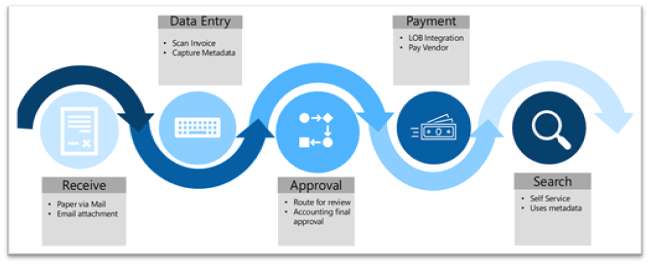 Data Entry
• Scan Invoice
• Capture Metadata
Payment
• LOB Integration
• Pay Vendor
Receive
• Paper via Mail
• Email attachment
Approval
• Route for review
• Accounting final
approval
Search
• Self Service
• Uses metadata